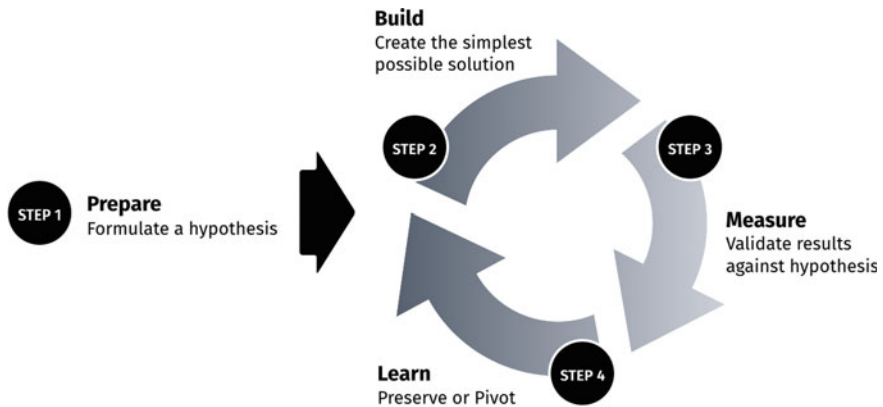 STEP 1
Prepare
Formulate a hypothesis
Build
Create the simplest
possible solution
STEP 2
STEP 3
Measure
Validate results
against hypothesis
Learn
Preserve or Pivot
STEP 4